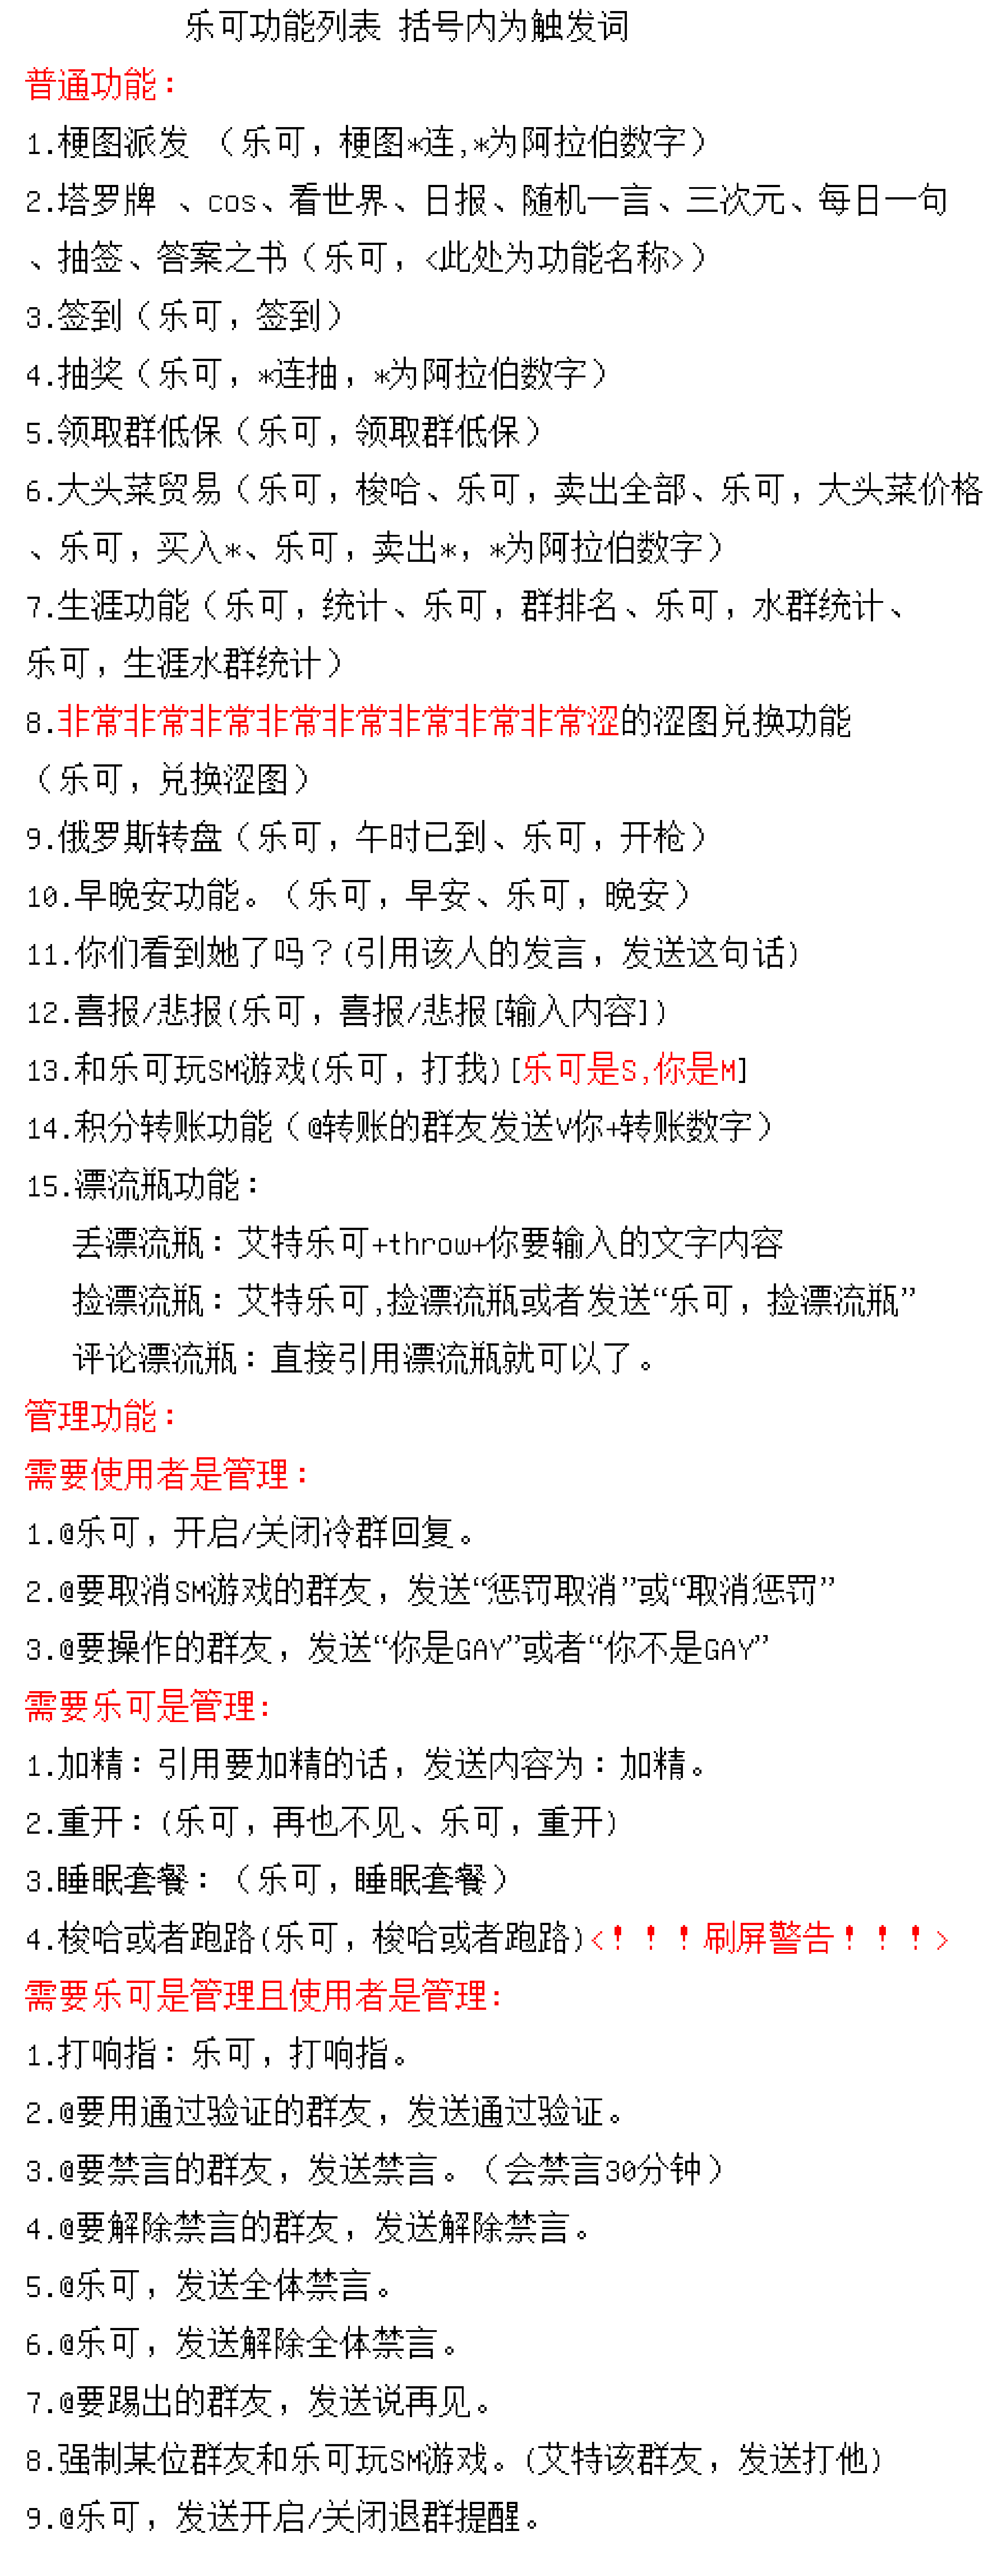 乐可功能列表 括号内为触发词
普通功能：
1.梗图派发 （乐可，梗图*连,*为阿拉伯数字）
2.塔罗牌 、cos、看世界、日报、随机一言、三次元、每日一句
、抽签、答案之书（乐可，<此处为功能名称>）
3.签到（乐可，签到）
4.抽奖（乐可，*连抽，*为阿拉伯数字）
5.领取群低保（乐可，领取群低保）
6.大头菜贸易（乐可，梭哈、乐可，卖出全部、乐可，大头菜价格
、乐可，买入*、乐可，卖出*，*为阿拉伯数字）
7.生涯功能（乐可，统计、乐可，群排名、乐可，水群统计、
乐可，生涯水群统计）
8.非常非常非常非常非常非常非常非常涩的涩图兑换功能
（乐可，兑换涩图）
9.俄罗斯转盘（乐可，午时已到、乐可，开枪）
10.早晚安功能。（乐可，早安、乐可，晚安）
11.你们看到她了吗？(引用该人的发言，发送这句话)
12.喜报/悲报(乐可，喜报/悲报[输入内容])
13.和乐可玩SM游戏(乐可，打我)[乐可是S,你是M]
14.积分转账功能（@转账的群友发送V你+转账数字）
15.漂流瓶功能：
丢漂流瓶：艾特乐可+throw+你要输入的文字内容
捡漂流瓶：艾特乐可,捡漂流瓶或者发送“乐可，捡漂流瓶”
评论漂流瓶：直接引用漂流瓶就可以了。
管理功能：
需要使用者是管理：
1.@乐可，开启/关闭冷群回复。
2.@要取消SM游戏的群友，发送“惩罚取消”或“取消惩罚”
3.@要操作的群友，发送“你是GAY”或者“你不是GAY”
需要乐可是管理:
1.加精：引用要加精的话，发送内容为：加精。
2.重开：(乐可，再也不见、乐可，重开)
3.睡眠套餐：（乐可，睡眠套餐）
4.梭哈或者跑路(乐可，梭哈或者跑路)<！！！刷屏警告！！！>
需要乐可是管理且使用者是管理:
1.打响指：乐可，打响指。
2.@要用通过验证的群友，发送通过验证。
3.@要禁言的群友，发送禁言。（会禁言30分钟）
4.@要解除禁言的群友，发送解除禁言。
5.@乐可，发送全体禁言。
6.@乐可，发送解除全体禁言。
7.@要踢出的群友，发送说再见。
8.强制某位群友和乐可玩SM游戏。(艾特该群友，发送打他)
9.@乐可，发送开启/关闭退群提醒。